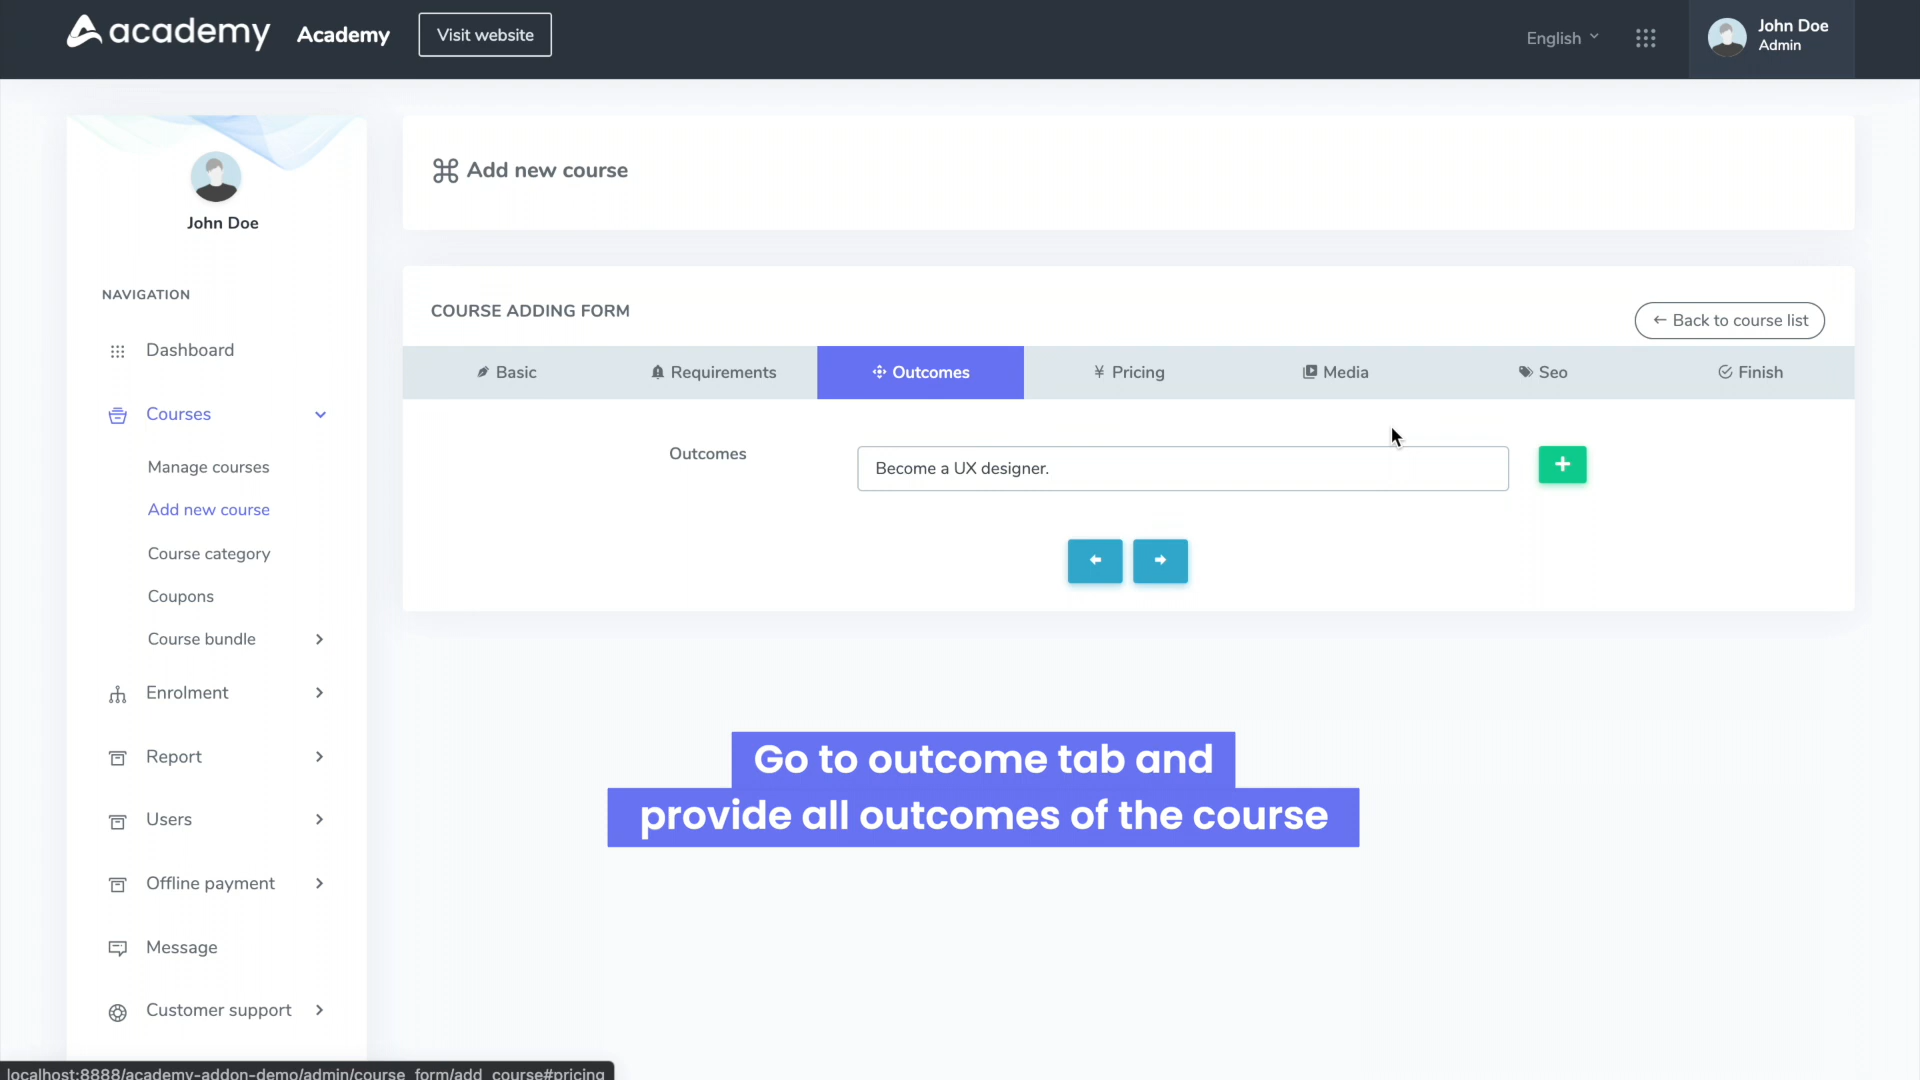 academy
Academy
Visit website
English
John Doe
Admin
John Doe
NAVIGATION
Dashboard
Courses
Manage courses
Add new course
Course category
Coupons
Course bundle
Enrolment
Report
Users
Offline payment
Message
Customer support
Add new course
COURSE ADDING FORM
← Back to course list
Basic
Requirements
Outcomes
¥ Pricing
Media
Seo
Finish
Outcomes
Become a UX designer.
Go to outcome tab and
provide all outcomes of the course
localhost:8888/academy-addon-demo/admin/course_form/add_course#pricing